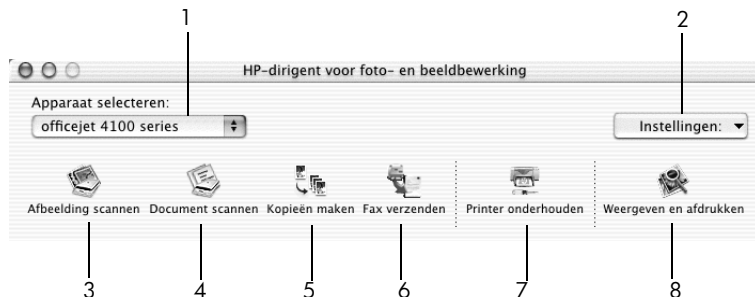 1 2
HP-dirigent voor foto- en beeldbewerking
Apparaat selecteren:
officejet 4100 series
Instellingen:
Afbeelding scannen Document scannen Kopieën maken Fax verzenden Printer onderhouden Weergeven en afdrukken
3 4 5 6 7 8